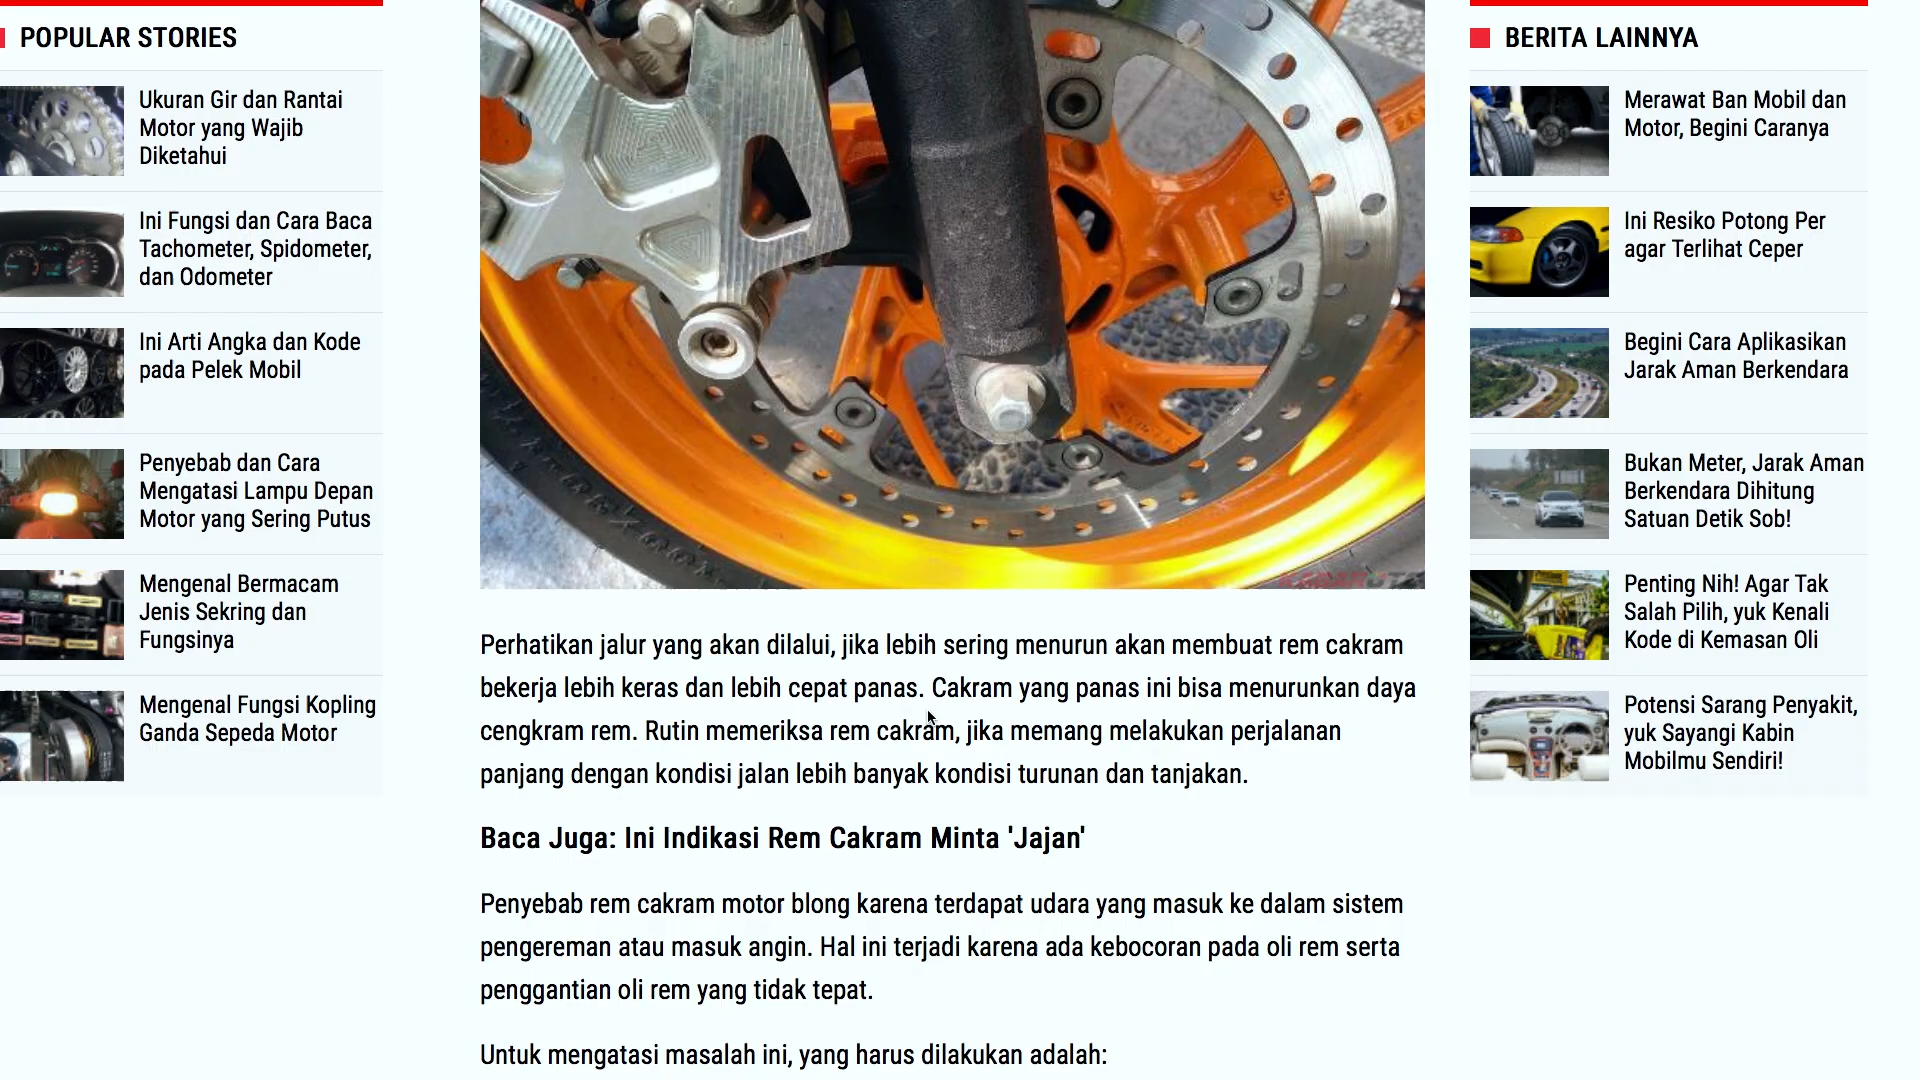 POPULAR STORIES
Ukuran Gir dan Rantai
Motor yang Wajib
Diketahui
Ini Fungsi dan Cara Baca
Tachometer, Spidometer,
dan Odometer
Ini Arti Angka dan Kode
pada Pelek Mobil
Penyebab dan Cara
Mengatasi Lampu Depan
Motor yang Sering Putus
Mengenal Bermacam
Jenis Sekring dan
Fungsinya
Mengenal Fungsi Kopling
Ganda Sepeda Motor
Perhatikan jalur yang akan dilalui, jika lebih sering menurun akan membuat rem cakram
bekerja lebih keras dan lebih cepat panas. Cakram yang panas ini bisa menurunkan daya
cengkram rem. Rutin memeriksa rem cakram, jika memang melakukan perjalanan
panjang dengan kondisi jalan lebih banyak kondisi turunan dan tanjakan.
Baca Juga: Ini Indikasi Rem Cakram Minta 'Jajan'
Penyebab rem cakram motor blong karena terdapat udara yang masuk ke dalam sistem
pengereman atau masuk angin. Hal ini terjadi karena ada kebocoran pada oli rem serta
penggantian oli rem yang tidak tepat.
Untuk mengatasi masalah ini, yang harus dilakukan adalah:
BERITA LAINNYA
Merawat Ban Mobil dan
Motor, Begini Caranya
Ini Resiko Potong Per
agar Terlihat Ceper
Begini Cara Aplikasikan
Jarak Aman Berkendara
Bukan Meter, Jarak Aman
Berkendara Dihitung
Satuan Detik Sob!
Penting Nih! Agar Tak
Salah Pilih, yuk Kenali
Kode di Kemasan Oli
Potensi Sarang Penyakit,
yuk Sayangi Kabin
Mobilmu Sendiri!